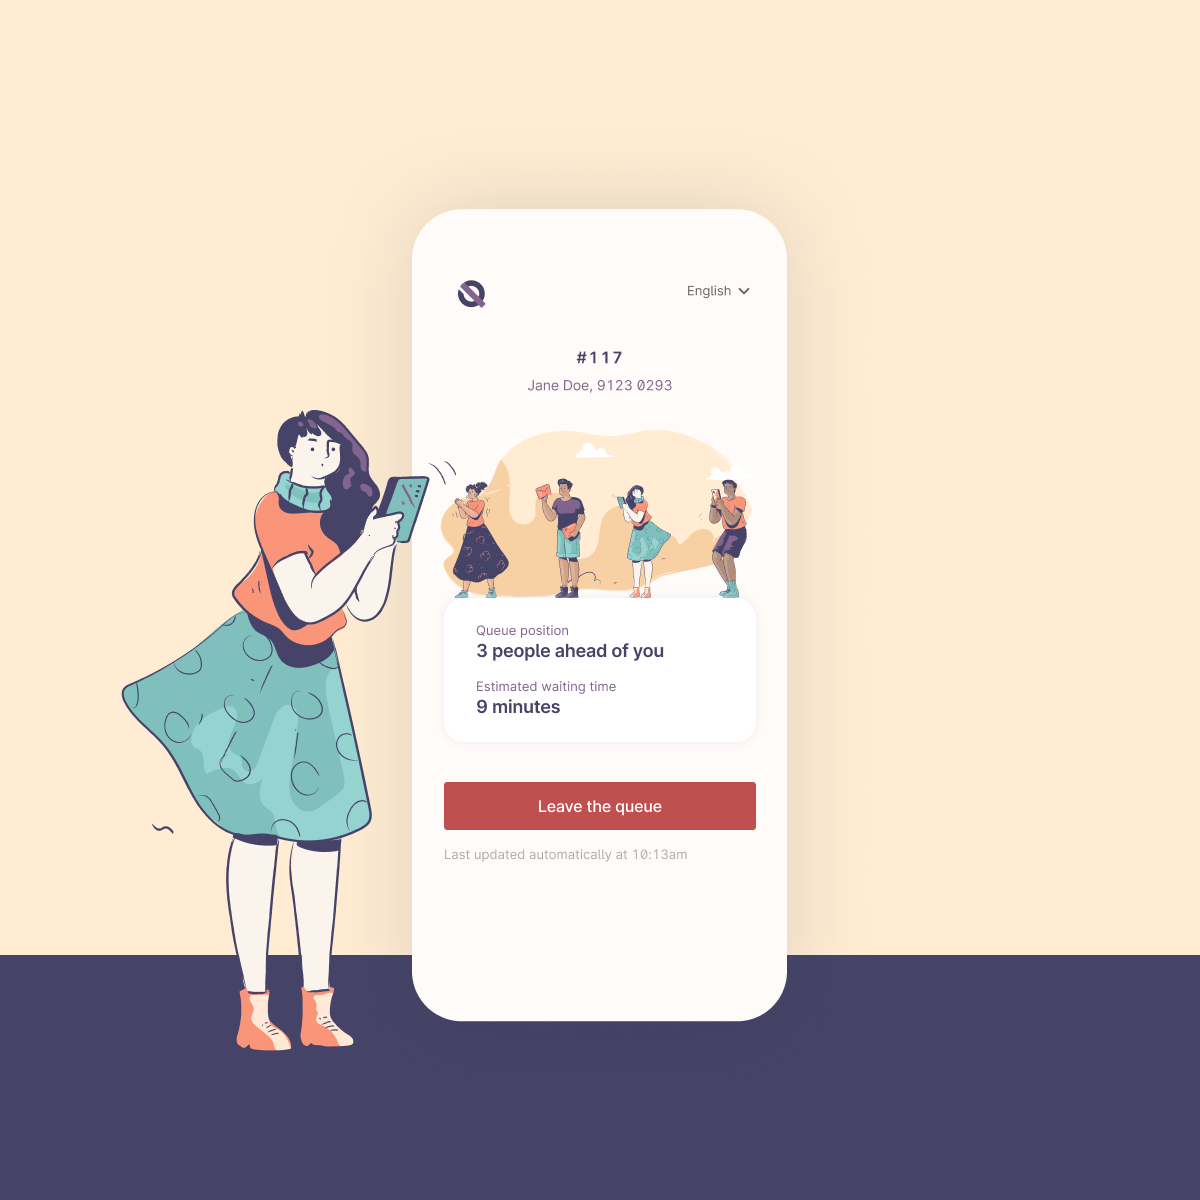 English
#117
Jane Doe, 9123 0293
Queue position
3 people ahead of you
Estimated waiting time
9 minutes
Leave the queue
Last updated automatically at 10:13am